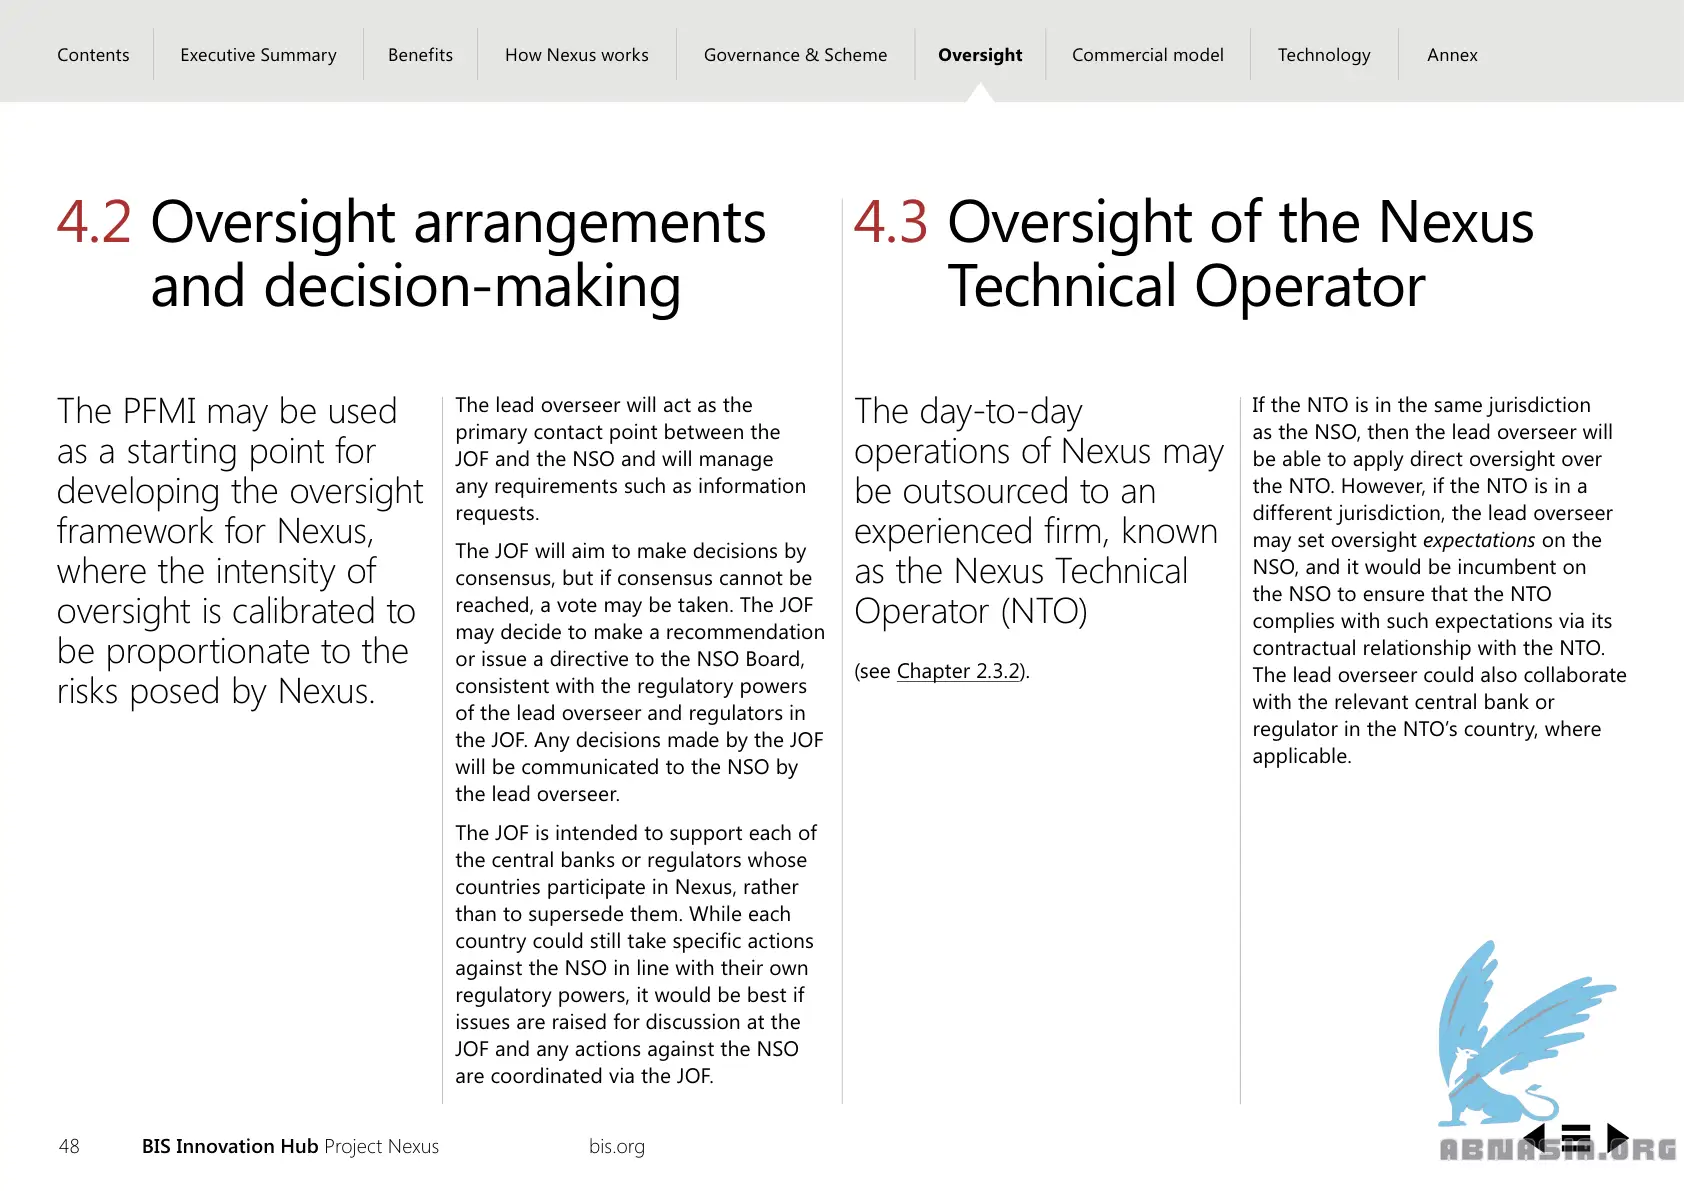 Contents
Executive Summary
Benefits
How Nexus works
Governance & Scheme
Oversight
Commercial model
Technology
Annex
4.2 Oversight arrangements
and decision-making
The PFMI may be used
as a starting point for
developing the oversight
framework for Nexus,
where the intensity of
oversight is calibrated to
be proportionate to the
risks posed by Nexus.
The lead overseer will act as the
primary contact point between the
JOF and the NSO and will manage
any requirements such as information
requests.
The JOF will aim to make decisions by
consensus, but if consensus cannot be
reached, a vote may be taken. The JOF
may decide to make a recommendation
or issue a directive to the NSO Board,
consistent with the regulatory powers
of the lead overseer and regulators in
the JOF. Any decisions made by the JOF
will be communicated to the NSO by
the lead overseer.
The JOF is intended to support each of
the central banks or regulators whose
countries participate in Nexus, rather
than to supersede them. While each
country could still take specific actions
against the NSO in line with their own
regulatory powers, it would be best if
issues are raised for discussion at the
JOF and any actions against the NSO
are coordinated via the JOF.
4.3 Oversight of the Nexus
Technical Operator
The day-to-day
operations of Nexus may
be outsourced to an
experienced firm, known
as the Nexus Technical
Operator (NTO)
(see Chapter 2.3.2).
If the NTO is in the same jurisdiction
as the NSO, then the lead overseer will
be able to apply direct oversight over
the NTO. However, if the NTO is in a
different jurisdiction, the lead overseer
may set oversight expectations on the
NSO, and it would be incumbent on
the NSO to ensure that the NTO
complies with such expectations via its
contractual relationship with the NTO.
The lead overseer could also collaborate
with the relevant central bank or
regulator in the NTO's country, where
applicable.
48
BIS Innovation Hub Project Nexus
bis.org
ABNASIA.ORG